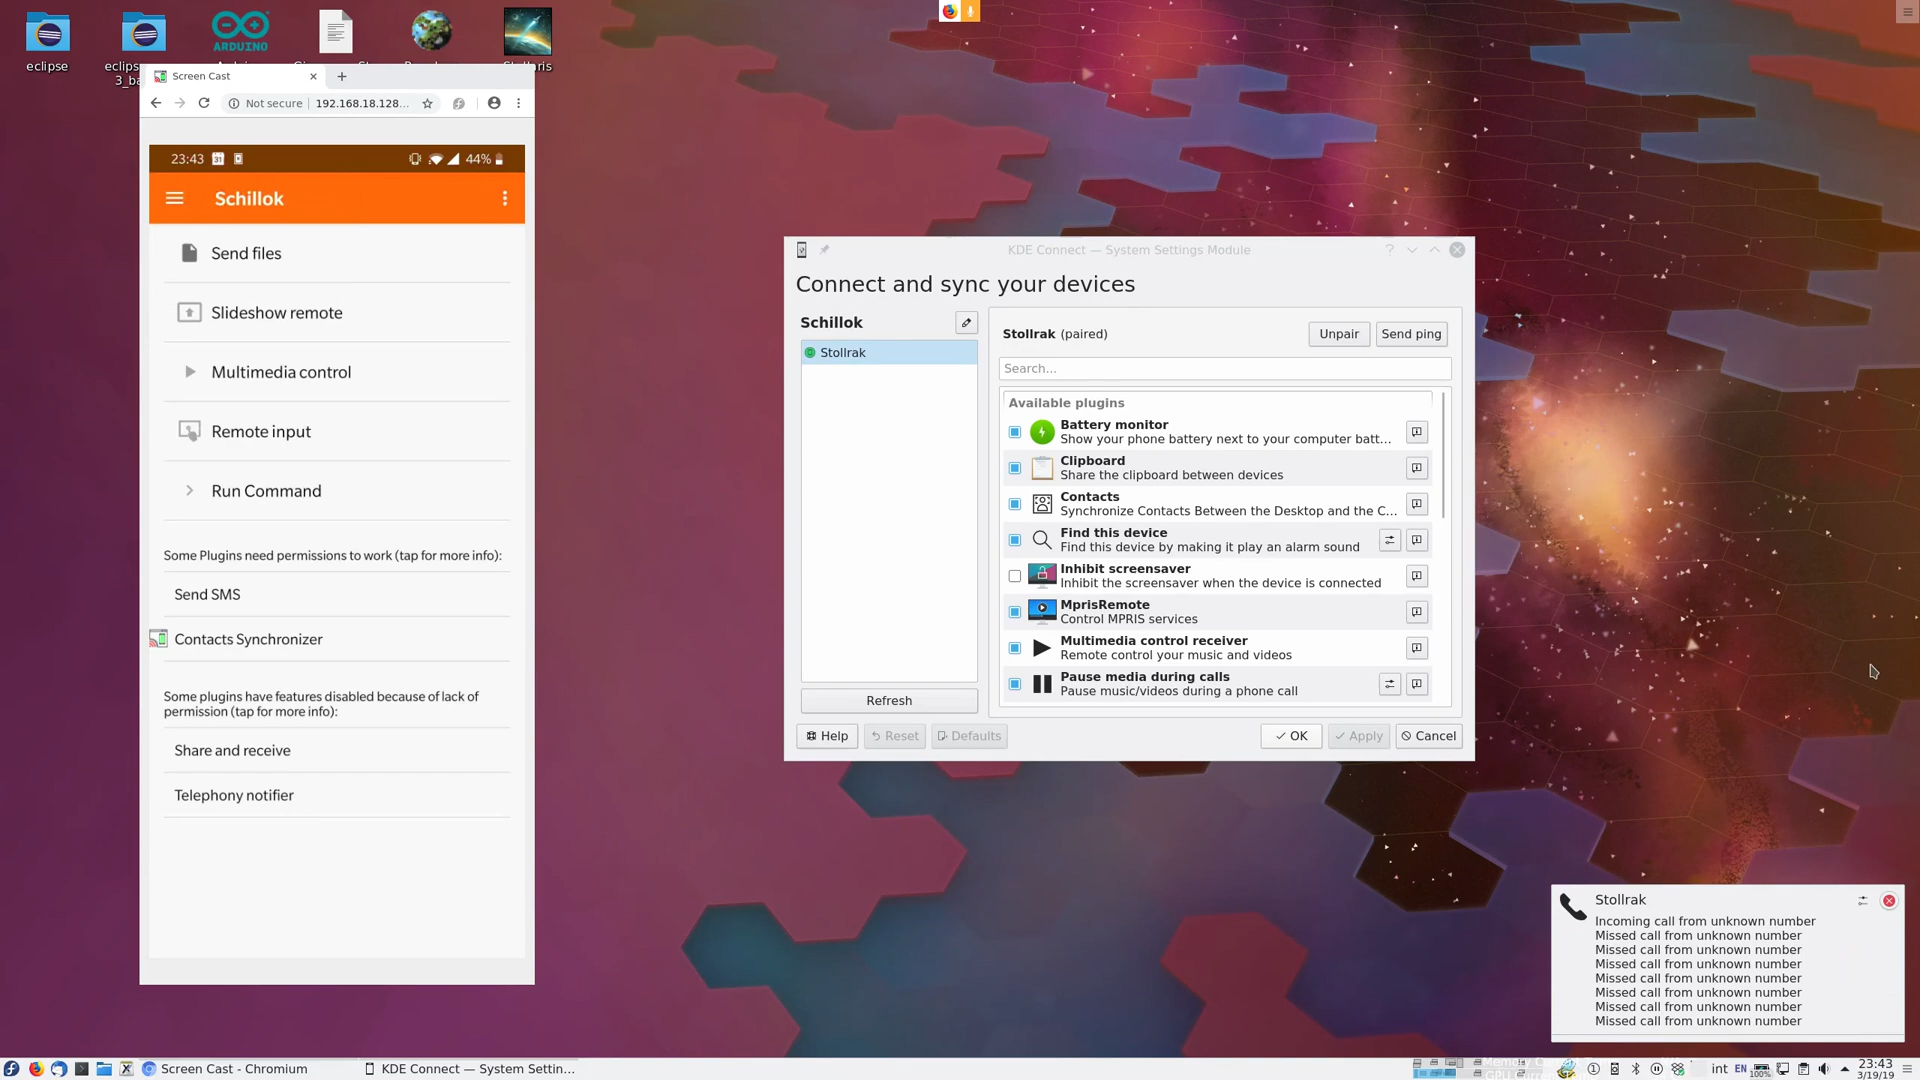 eclipse
eclips
3_ba
ARDUINO
Screen Cast
Not secure
192.168.18.128...
23:43
31
44%
Schillok
Send files
Slideshow remote
Multimedia control
Remote input
Run Command
Some Plugins need permissions to work (tap for more info):
Send SMS
Contacts Synchronizer
Some plugins have features disabled because of lack of
permission (tap for more info):
Share and receive
Telephony notifier
KDE Connect — System Settings Module
Connect and sync your devices
Schillok
Stollrak
Refresh
Stollrak (paired)
Unpair
Send ping
Search...
Available plugins
Battery monitor
Show your phone battery next to your computer batt...
Clipboard
Share the clipboard between devices
Contacts
Synchronize Contacts Between the Desktop and the C...
Find this device
Find this device by making it play an alarm sound
Inhibit screensaver
Inhibit the screensaver when the device is connected
MprisRemote
Control MPRIS services
Multimedia control receiver
Remote control your music and videos
Pause media during calls
Pause music/videos during a phone call
Help
Reset
Defaults
OK
Apply
Cancel
Stollrak
Incoming call from unknown number
Missed call from unknown number
Missed call from unknown number
Missed call from unknown number
Missed call from unknown number
Missed call from unknown number
Missed call from unknown number
Missed call from unknown number
Screen Cast - Chromium
KDE Connect — System Settin...
int
EN
100%
23:43
3/19/19